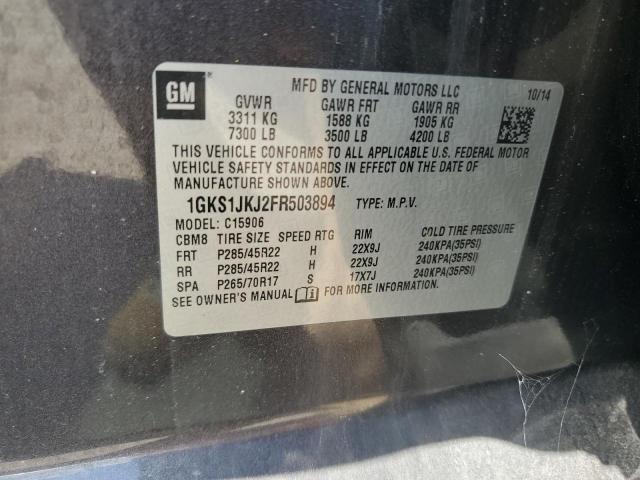 GM
MFD BY GENERAL MOTORS LLC 10/14
GVWR GAWR FRT GAWR RR
3311 KG 1588 KG 1905 KG
7300 LB 3500 LB 4200 LB
THIS VEHICLE CONFORMS TO ALL APPLICABLE U.S. FEDERAL MOTOR
VEHICLE SAFETY STANDARDS IN EFFECT ON THE DATE OF
MANUFACTURE SHOWN ABOVE.
1GKS1JKJ2FR503894 TYPE: M.P.V.
MODEL: C15906
CBM8 TIRE SIZE SPEED RTG RIM COLD TIRE PRESSURE
FRT P285/45R22 H 22X9J 240KPA(35PSI)
RR P285/45R22 H 22X9J 240KPA(35PSI)
SPA P265/70R17 S 17X7J 240KPA(35PSI)
SEE OWNER'S MANUAL FOR MORE INFORMATION.